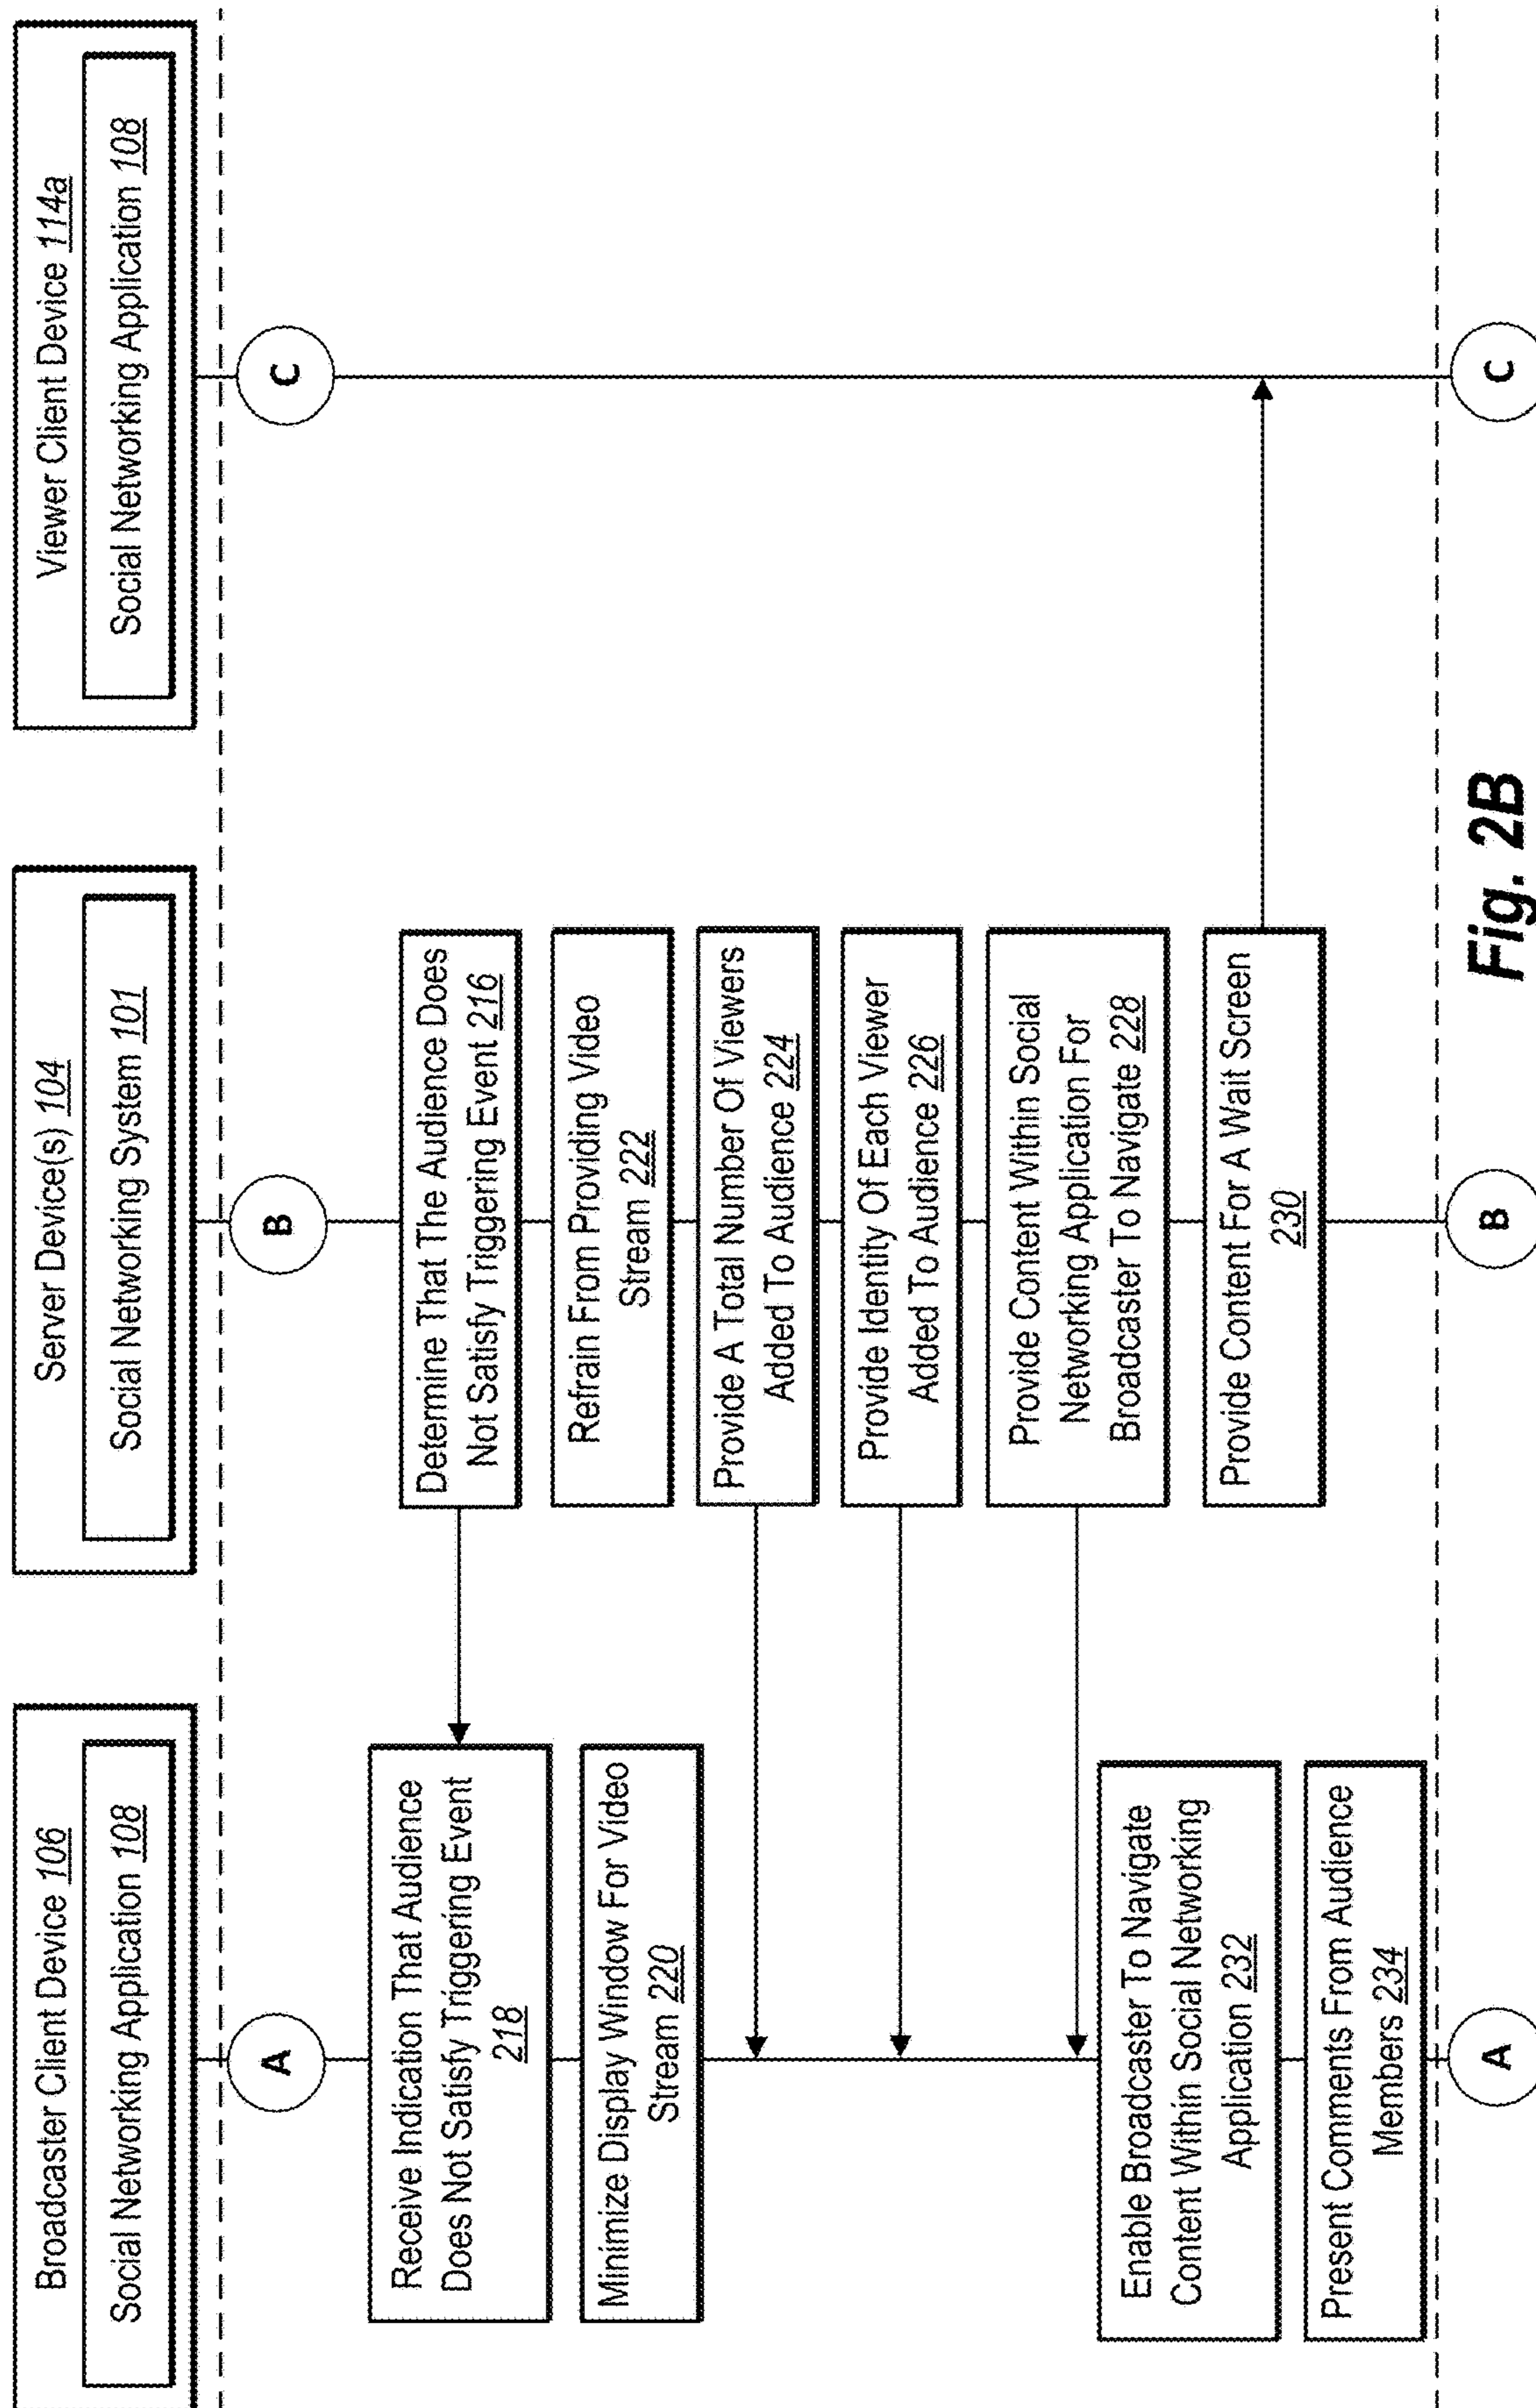 Broadcaster Client Device 106
Social Networking Application 108
Server Device(s) 104
Social Networking System 101
Viewer Client Device 114a
Social Networking Application 108
A
B
C
Determine That The Audience Does
Not Satisfy Triggering Event 216
Receive Indication That Audience
Does Not Satisfy Triggering Event
218
Minimize Display Window For Video
Stream 220
Refrain From Providing Video
Stream 222
Provide A Total Number Of Viewers
Added To Audience 224
Provide Identity Of Each Viewer
Added To Audience 226
Provide Content Within Social
Networking Application For
Broadcaster To Navigate 228
Provide Content For A Wait Screen
230
Enable Broadcaster To Navigate
Content Within Social Networking
Application 232
Present Comments From Audience
Members 234
A
B
C
Fig. 2B